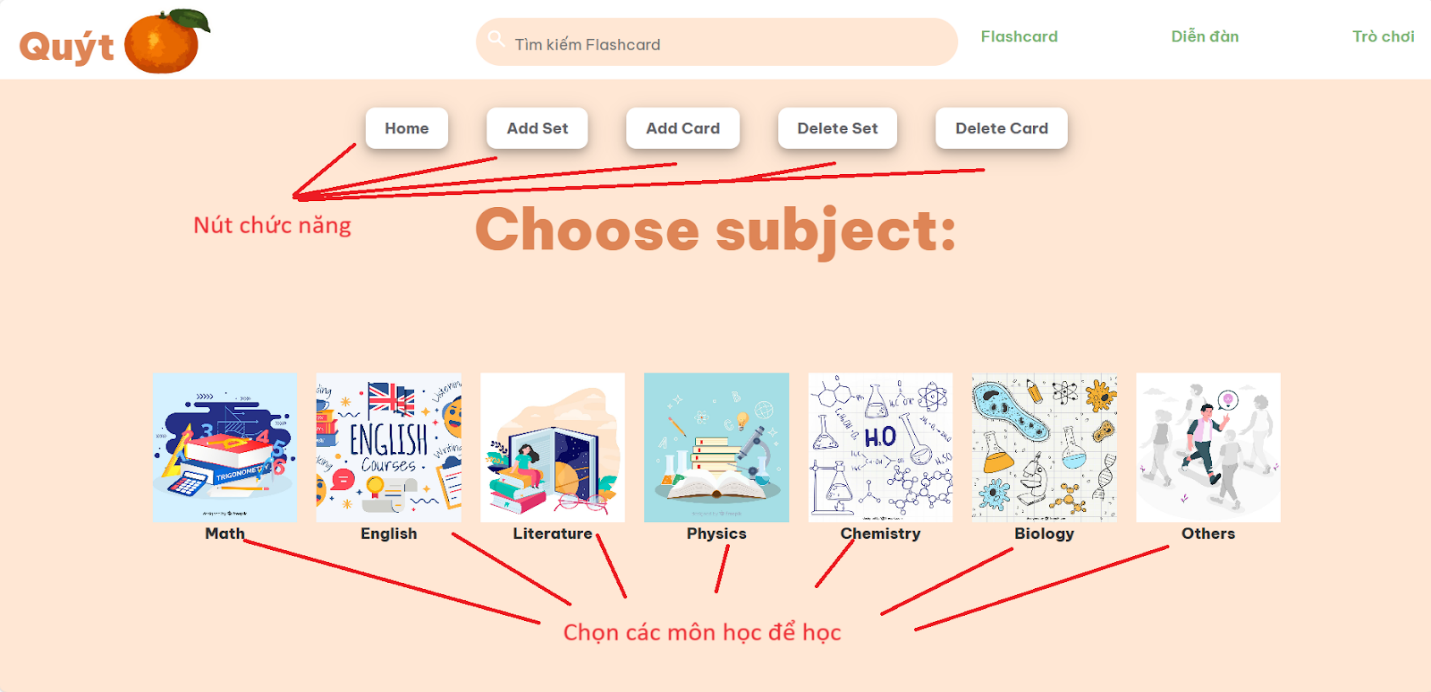 Quýt
Tìm kiếm Flashcard
Flashcard
Diễn đàn
Trò chơi
Home
Add Set
Add Card
Delete Set
Delete Card
Nút chức năng
Choose subject:
TRIGONOMETRY
ENGLISH
Courses
H₂O
Math
English
Literature
Physics
Chemistry
Biology
Others
Chọn các môn học để học